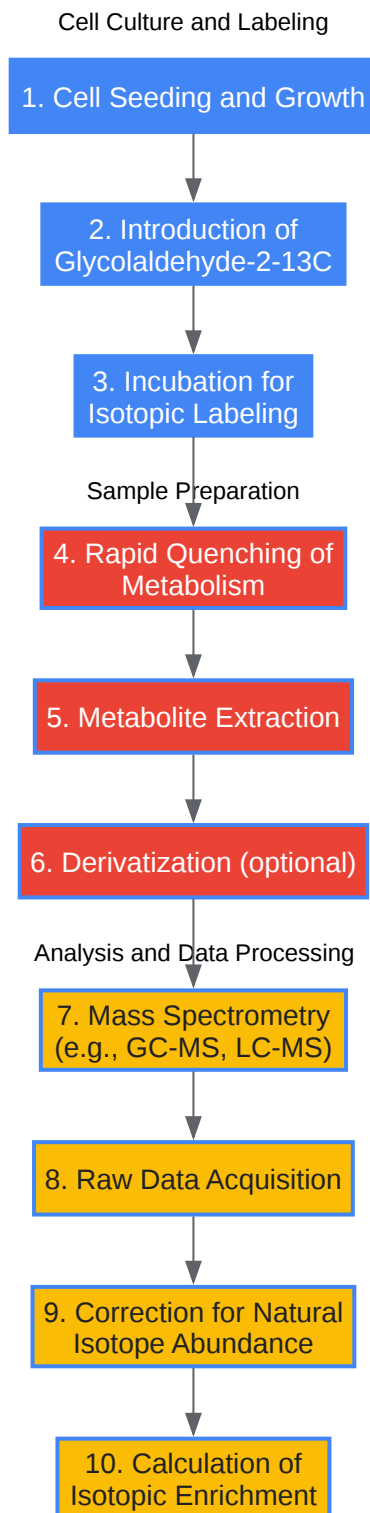 Cell Culture and Labeling
1. Cell Seeding and Growth
2. Introduction of
Glycolaldehyde-2-13C
3. Incubation for
Isotopic Labeling
Sample Preparation
4. Rapid Quenching of
Metabolism
5. Metabolite Extraction
6. Derivatization (optional)
Analysis and Data Processing
7. Mass Spectrometry
(e.g., GC-MS, LC-MS)
8. Raw Data Acquisition
9. Correction for Natural
Isotope Abundance
10. Calculation of
Isotopic Enrichment